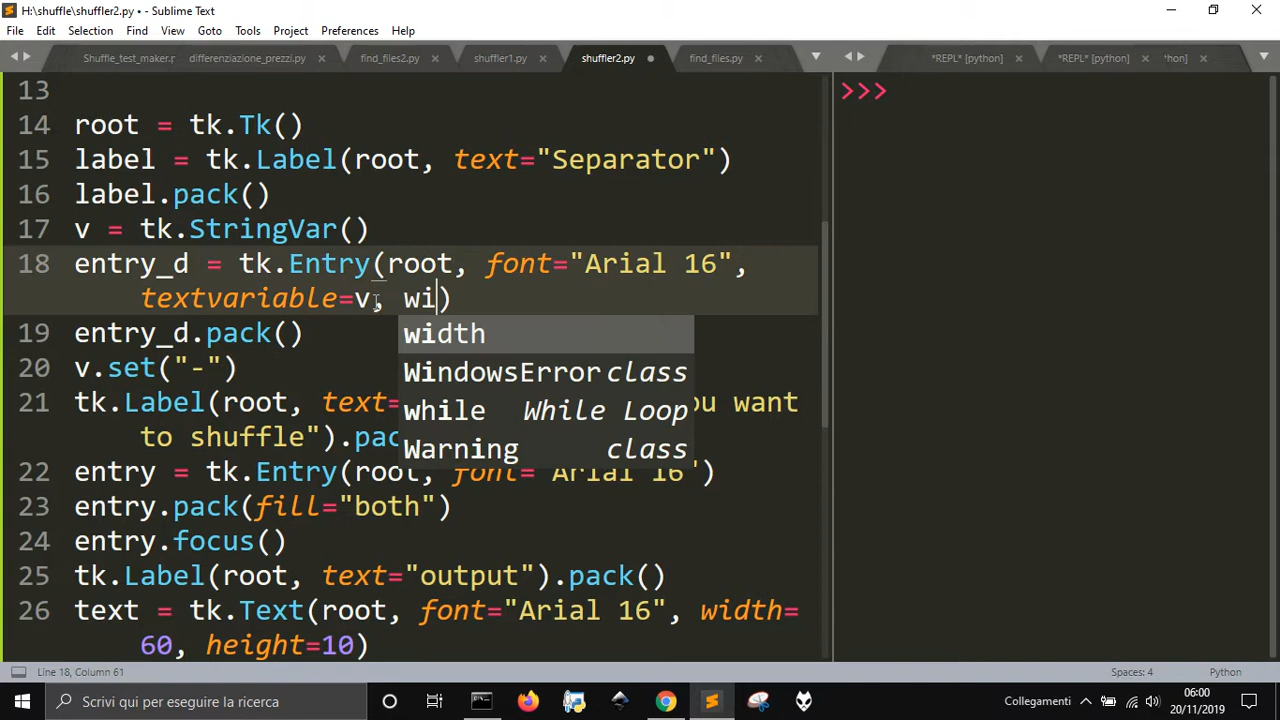 H:\shuffle\shuffler2.py • - Sublime Text
File Edit Selection Find View Goto Tools Project Preferences Help
Shuffle_test_maker.p differenziazione_prezzi.py find_files2.py shuffler1.py shuffler2.py find_files.py *REPL* [python] *REPL* [python] 'hon]
13
14 root = tk.Tk()
15 label = tk.Label(root, text="Separator")
16 label.pack()
17 v = tk.StringVar()
18 entry_d = tk.Entry(root, font="Arial 16",
textvariable=v, wi)
19 entry_d.pack()
width
20 v.set("-")
WindowsError class
21 tk.Label(root, text= ou want
while While Loop
to shuffle").pac
Warning class
22 entry = tk.Entry(root, font="Arial 16")
23 entry.pack(fill="both")
24 entry.focus()
25 tk.Label(root, text="output").pack()
26 text = tk.Text(root, font="Arial 16", width=
60, height=10)
>>>
Line 18, Column 61 Spaces: 4 Python
Scrivi qui per eseguire la ricerca
Collegamenti 06:00
20/11/2019